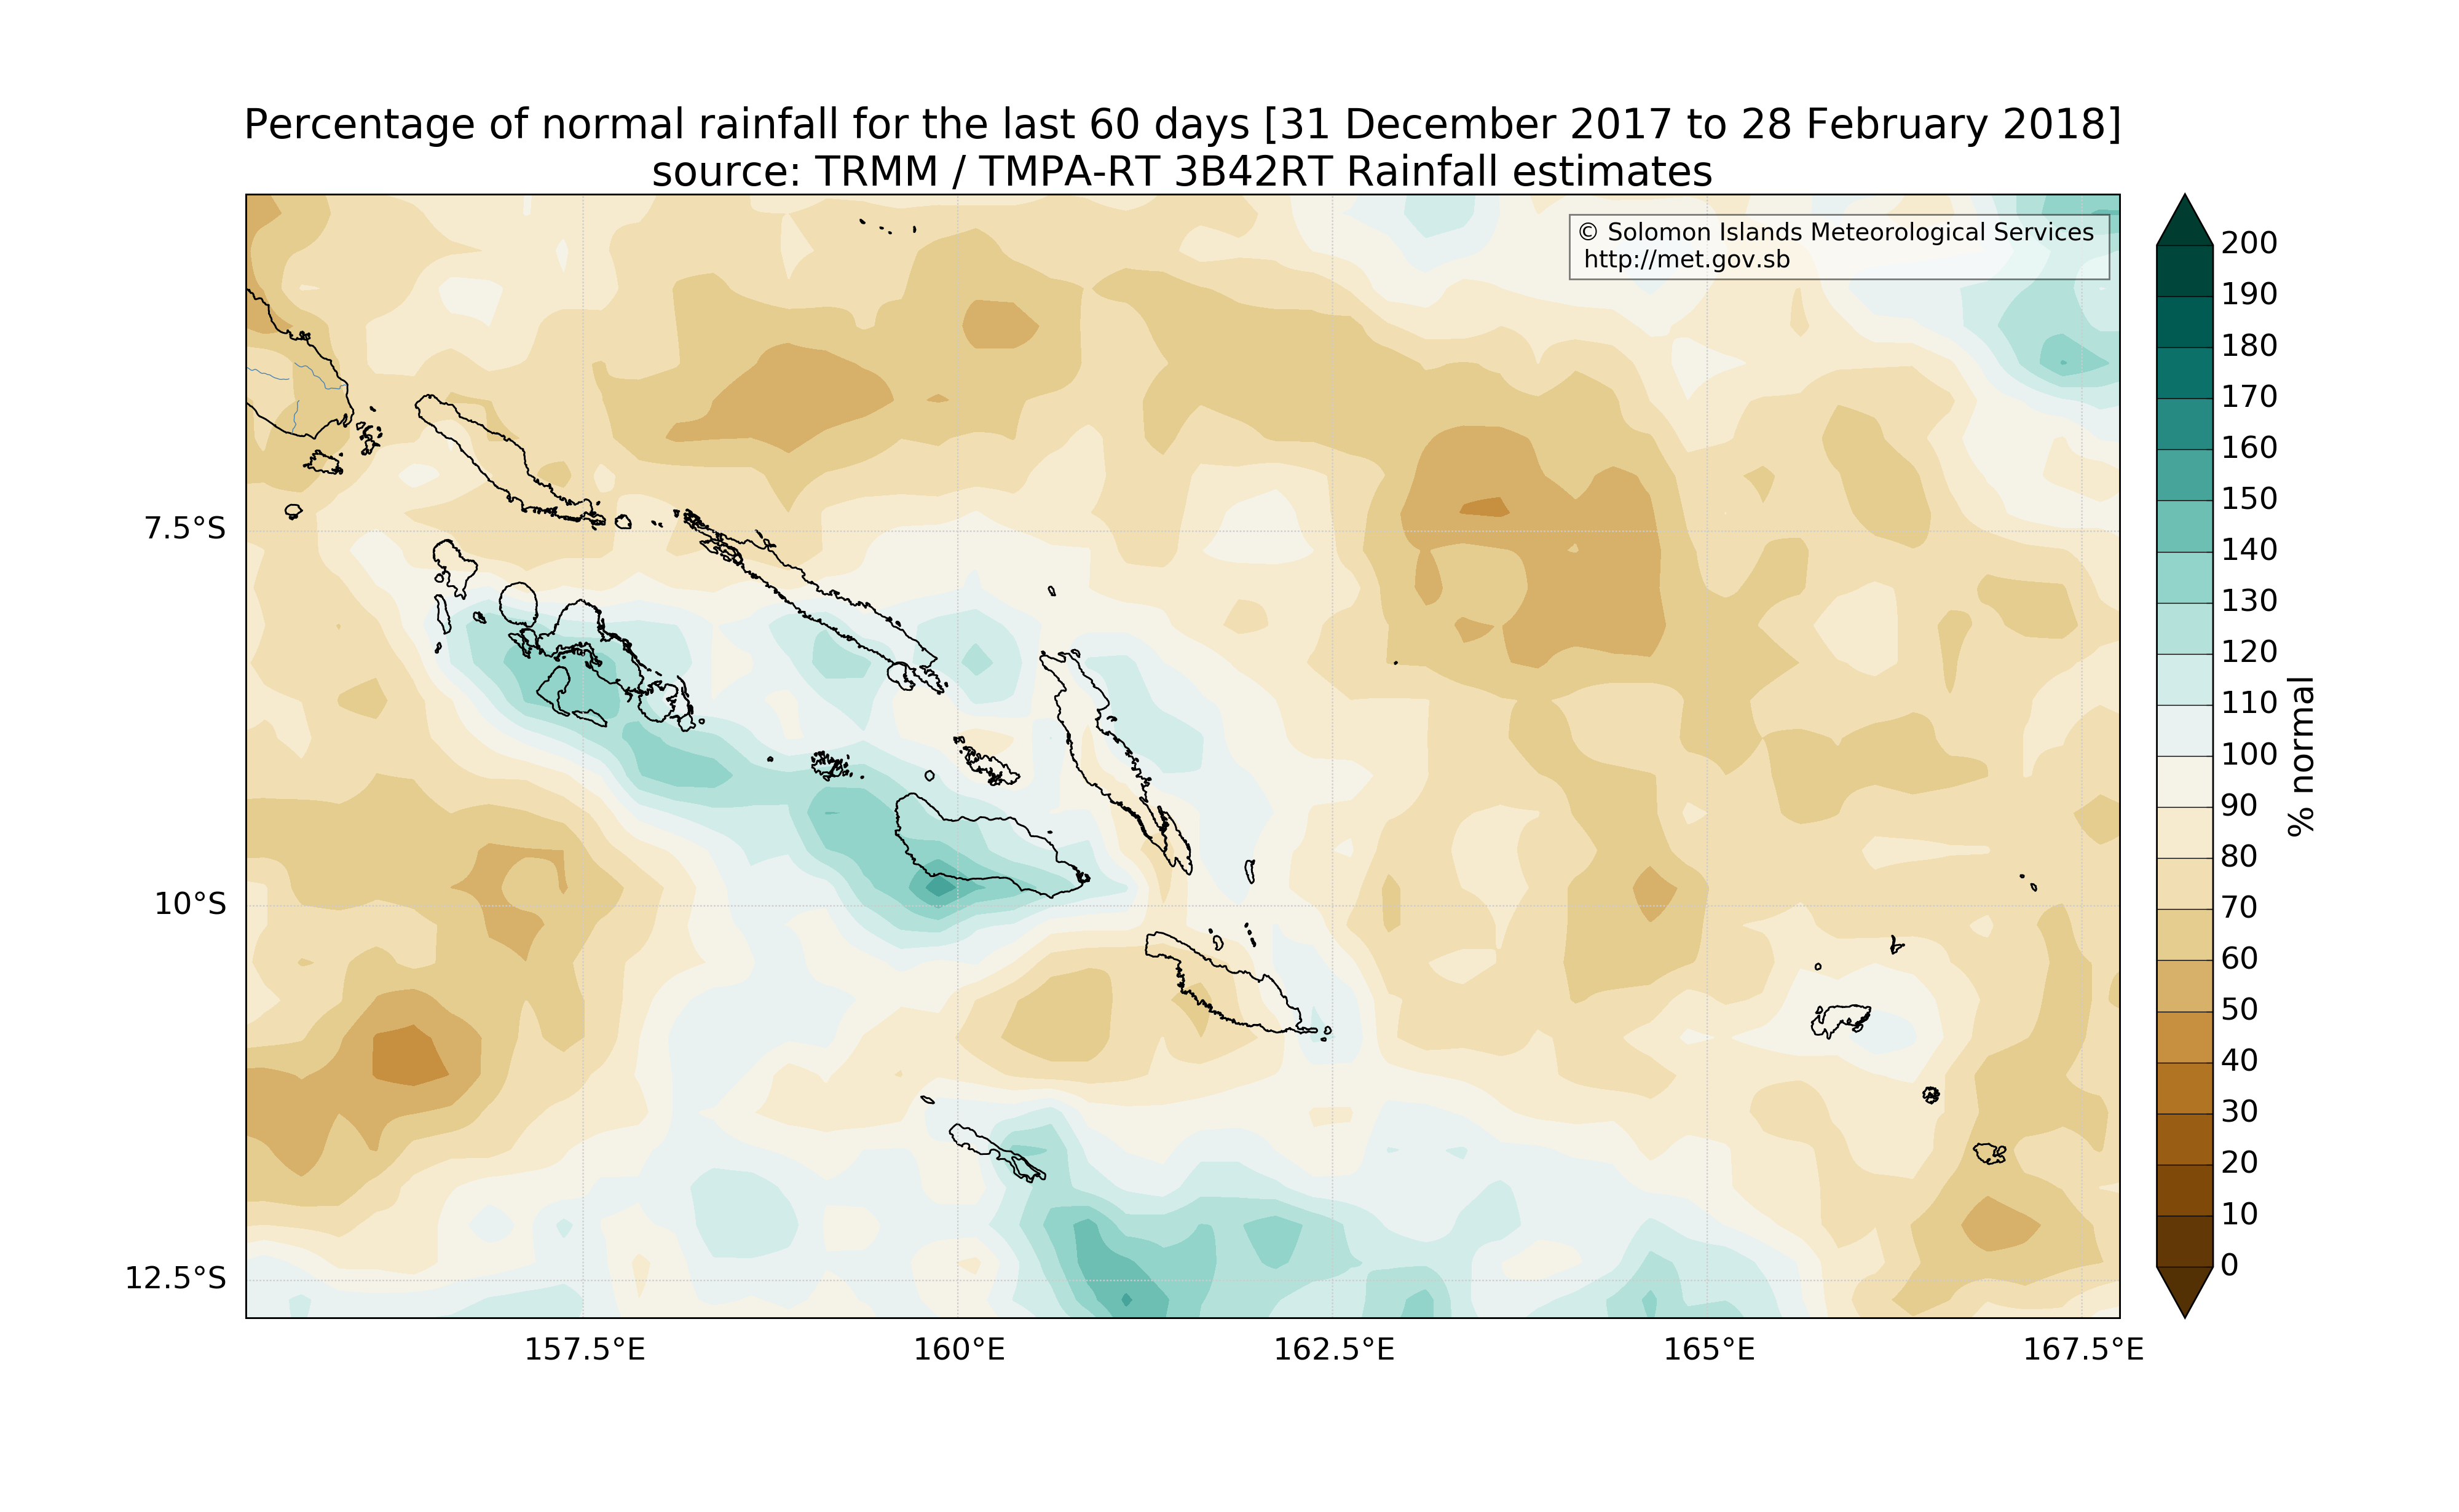 Percentage of normal rainfall for the last 60 days [31 December 2017 to 28 February 2018]
source: TRMM / TMPA-RT 3B42RT Rainfall estimates
© Solomon Islands Meteorological Services
http://met.gov.sb
7.5°S
10°S
12.5°S
157.5°E
160°E
162.5°E
165°E
167.5°E
200
190
180
170
160
150
140
130
120
110
100
90
80
70
60
50
40
30
20
10
0
% normal